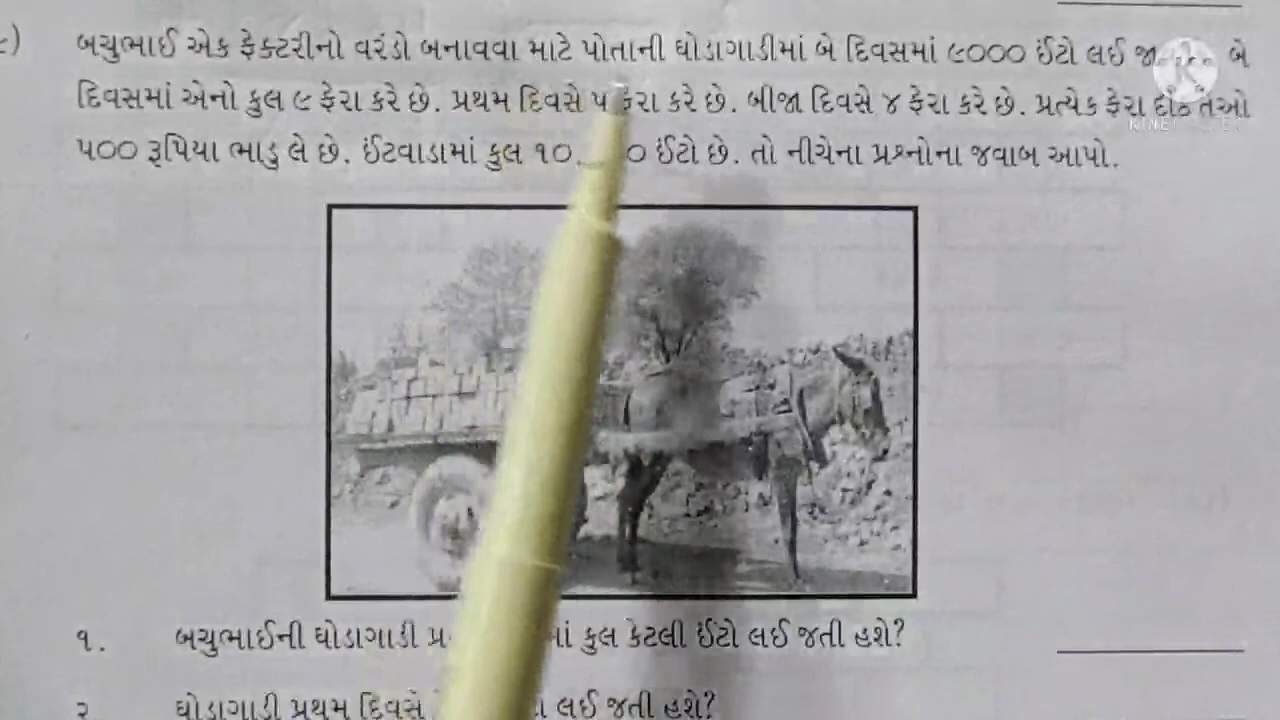 ૯)
બચુભાઈ એક ફેક્ટરીનો વરંડો બનાવવા માટે પોતાની ઘોડાગાડીમાં બે દિવસમાં ૯૦૦૦ ઈંટો લઈ બે
દિવસમાં એનો કુલ ૯ ફેરા કરે છે. પ્રથમ દિવસે ૫ ફેરા કરે છે. બીજા દિવસે ૪ ફેરા કરે છે. પ્રત્યેક ફેરા દીઠ તેઓ
૫૦૦ રૂપિયા ભાડુ લે છે. ઈંટવાડામાં કુલ ઈંટો છે. તો નીચેના પ્રશ્નોના જવાબ આપો.
૧. બચુભાઈની ઘોડાગાડી કુલ કેટલી ઈંટો લઈ જતી હશે?
૨ ઘોડાગાડી પ્રથમ દિવસે લઈ જતી હશે?